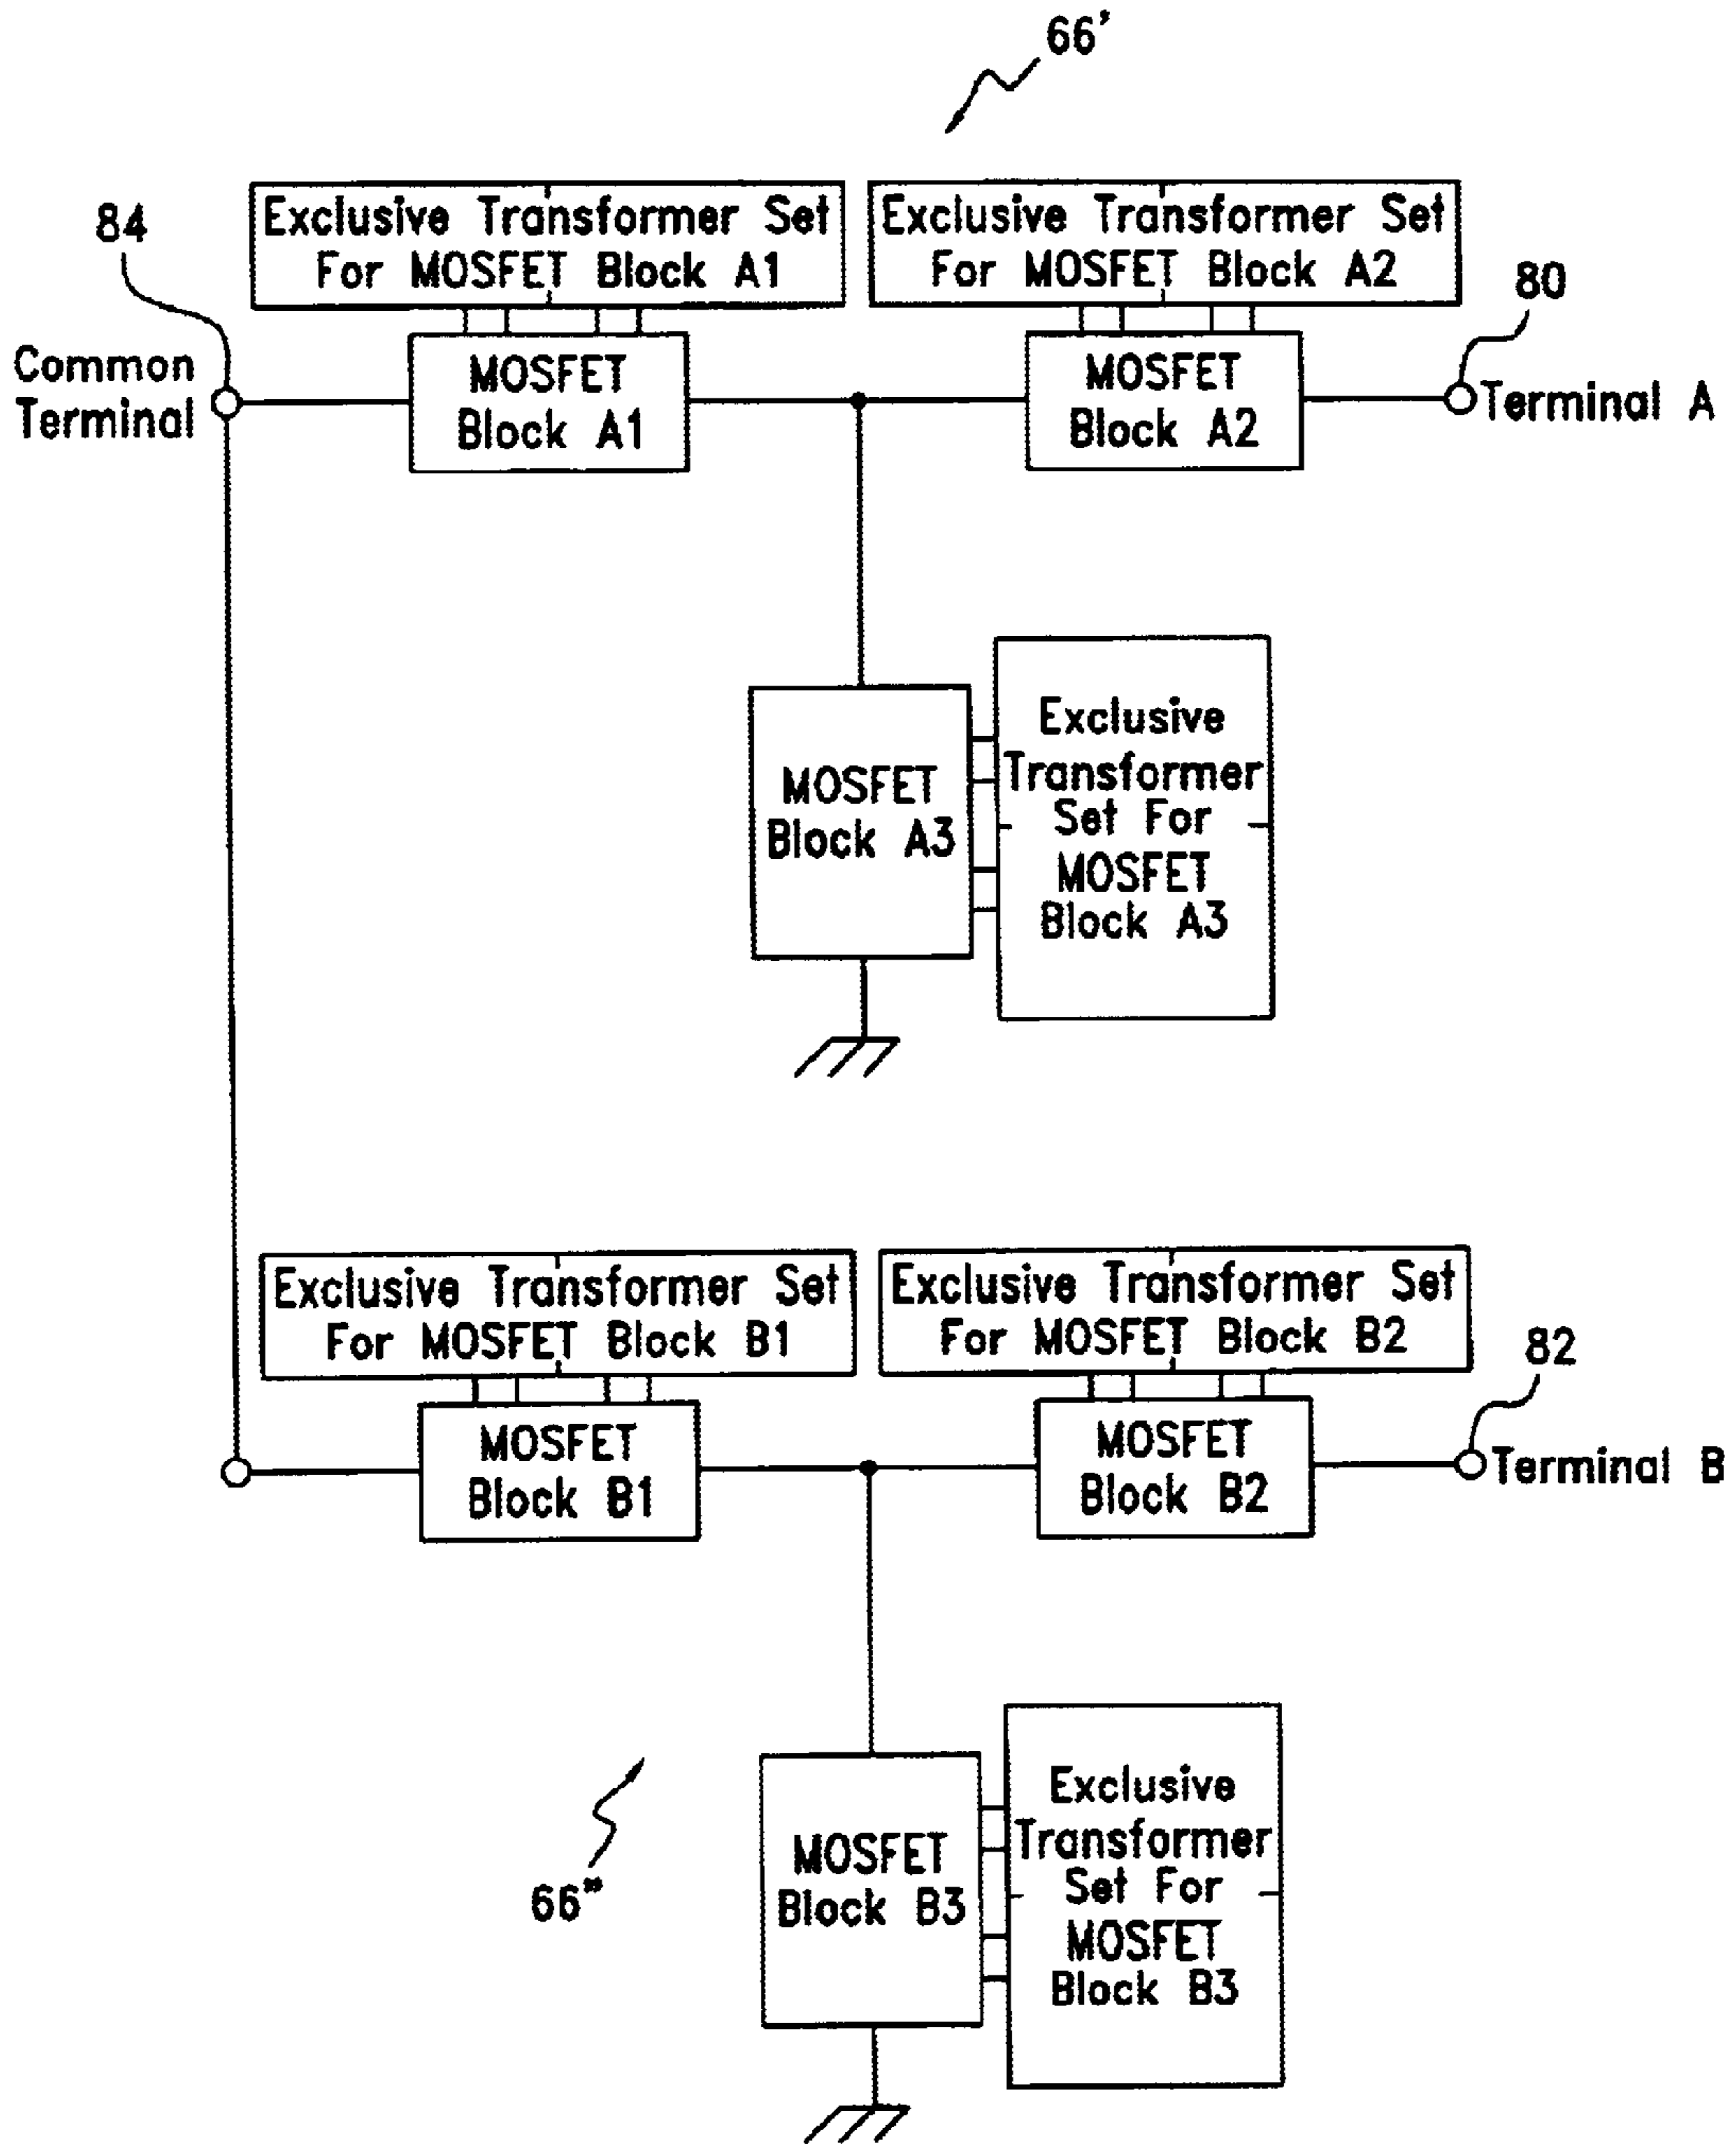 66'
84
Exclusive Transformer Set
For MOSFET Block A1
Exclusive Transformer Set
For MOSFET Block A2
80
Common
Terminal
MOSFET
Block A1
MOSFET
Block A2
Terminal A
MOSFET
Block A3
Exclusive
Transformer
Set For
MOSFET
Block A3
Exclusive Transformer Set
For MOSFET Block B1
Exclusive Transformer Set
For MOSFET Block B2
82
MOSFET
Block B1
MOSFET
Block B2
Terminal B
66"
MOSFET
Block B3
Exclusive
Transformer
Set For
MOSFET
Block B3